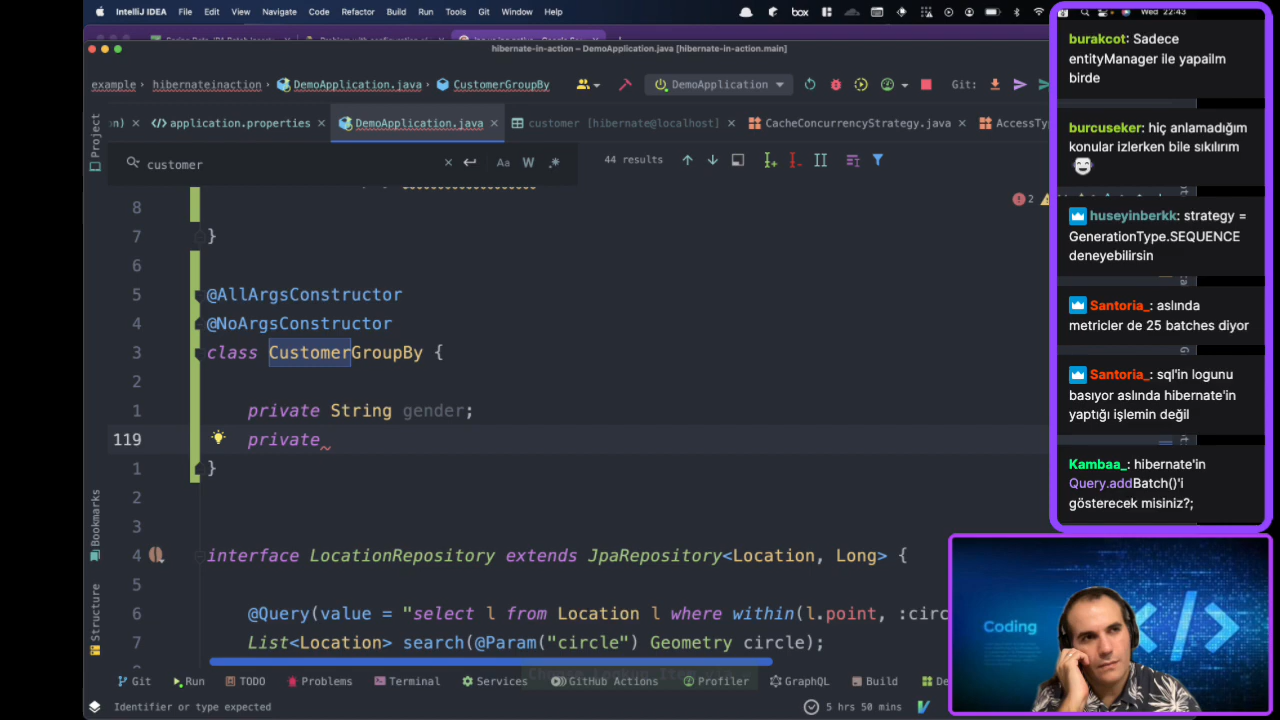 IntelliJ IDEA File Edit View Navigate Code Refactor Build Run Tools Git Window Help
Wed 22:43
hibernate-in-action – DemoApplication.java [hibernate-in-action.main]
example hibernateinaction DemoApplication.java CustomerGroupBy DemoApplication Git:
application.properties DemoApplication.java customer [hibernate@localhost] CacheConcurrencyStrategy.java
customer Aa W .* 44 results
8 2
7 }
6
5 @AllArgsConstructor
4 @NoArgsConstructor
3 class CustomerGroupBy {
2
1 private String gender;
119 private
1 }
2
3
4 interface LocationRepository extends JpaRepository<Location, Long> {
5
6 @Query(value = "select l from Location l where within(l.point, :circ
7 List<Location> search(@Param("circle") Geometry circle);
Project
Bookmarks
Structure
Git Run TODO Problems Terminal Services GitHub Actions Profiler GraphQL Build
Identifier or type expected 5 hrs 50 mins
burakcot: Sadece
entityManager ile yapailm
birde
burcuseker: hiç anlamadığım
konular izlerken bile sıkılırım
huseyinberkk: strategy =
GenerationType.SEQUENCE
deneyebilirsin
Santoria_: aslında
metricler de 25 batches diyor
Santoria_: sql'in logunu
basıyor aslında hibernate'in
yaptığı işlemin değil
Kambaa_: hibernate'in
Query.addBatch()'i
gösterecek misiniz?;
Coding